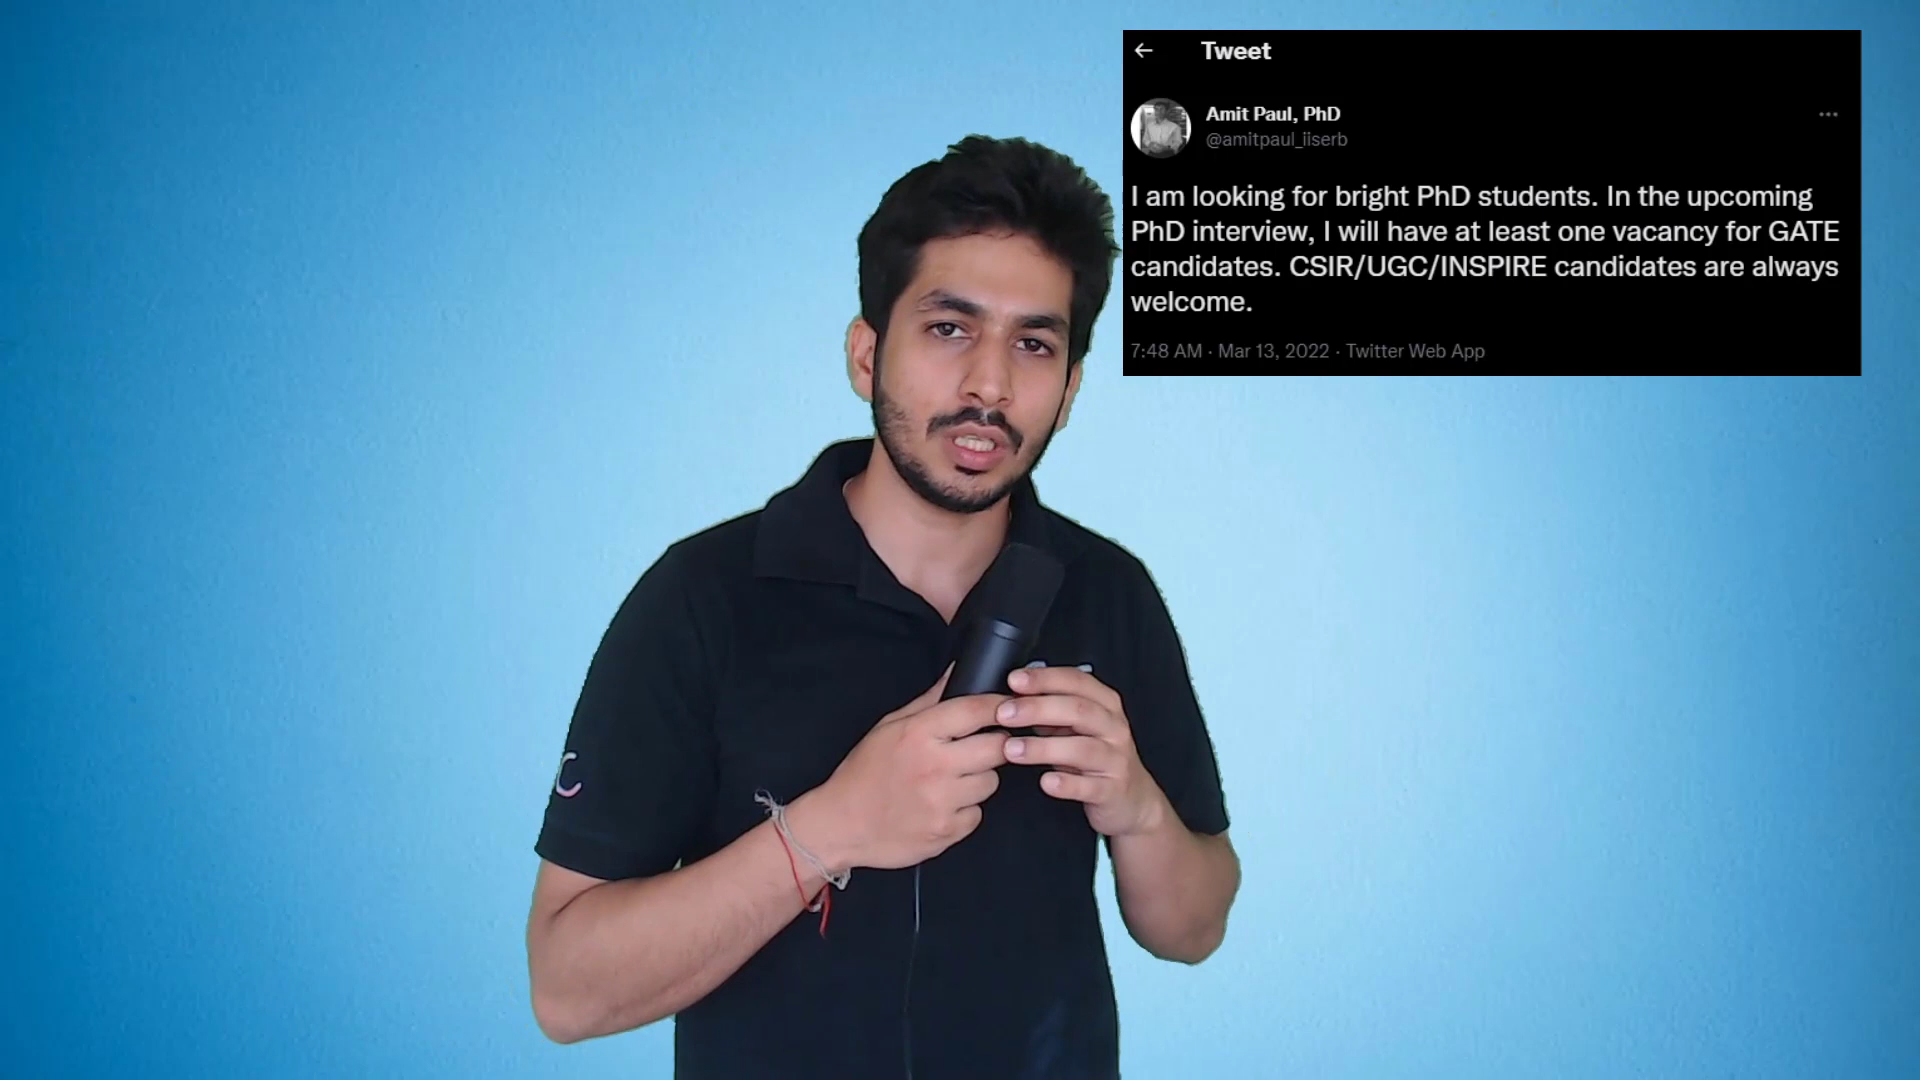 Tweet
Amit Paul, PhD
@amitpaul_iiserb
I am looking for bright PhD students. In the upcoming
PhD interview, I will have at least one vacancy for GATE
candidates. CSIR/UGC/INSPIRE candidates are always
welcome.
7:48 AM · Mar 13, 2022 · Twitter Web App
C